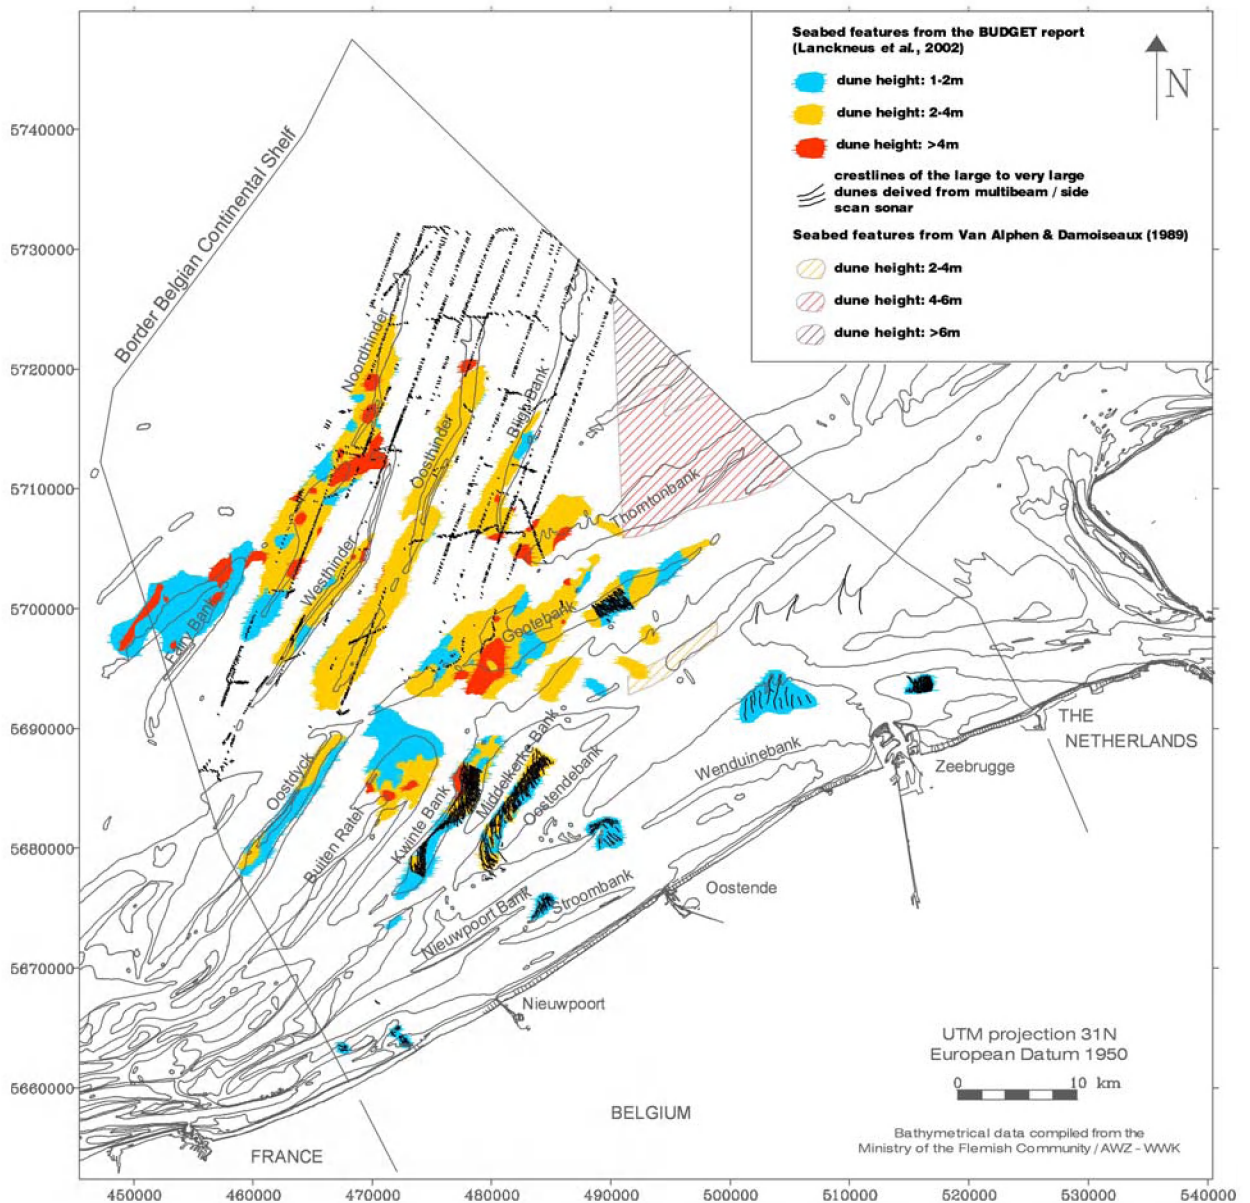 Seabed features from the BUDGET report
(Lanckneus et al., 2002)
dune height: 1-2m
dune height: 2-4m
dune height: >4m
crestlines of the large to very large
dunes deived from multibeam / side
scan sonar
Seabed features from Van Alphen & Damoiseaux (1989)
dune height: 2-4m
dune height: 4-6m
dune height: >6m
N
5740000
5730000
5720000
5710000
5700000
5690000
5680000
5670000
5660000
Border Belgian Continental Shelf
Noordhinder
Oosthinder
Bligh Bank
Thorntonbank
Westhinder
Fairy Bank
Gootebank
Oostdyck
Buiten Ratel
Kwinte Bank
Middelkerke Bank
Oostendebank
Wenduinebank
Nieuwpoort Bank
Stroombank
THE
NETHERLANDS
Zeebrugge
Oostende
Nieuwpoort
BELGIUM
FRANCE
UTM projection 31N
European Datum 1950
0 10 km
Bathymetrical data compiled from the
Ministry of the Flemish Community / AWZ - WWK
450000 460000 470000 480000 490000 500000 510000 520000 530000 540000